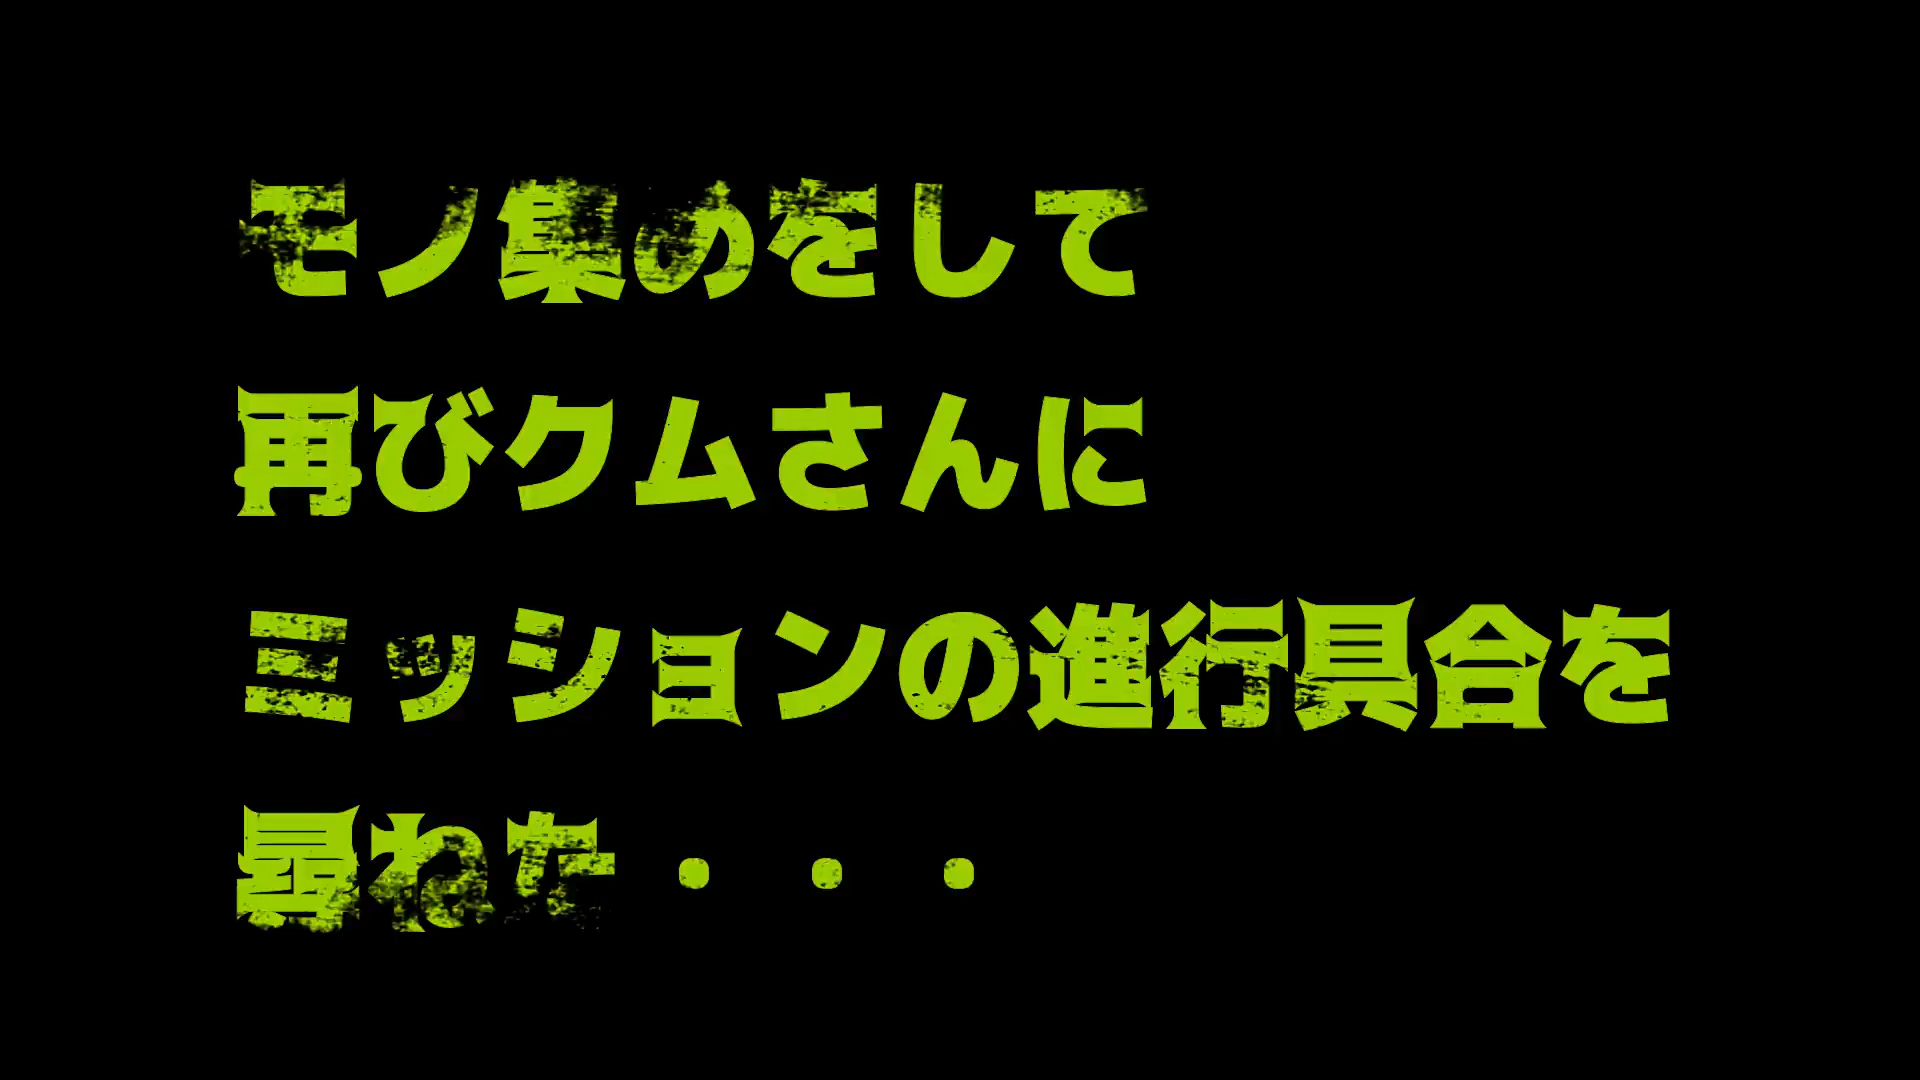 モノ集めをして
再びクムさんに
ミッションの進行具合を
尋ねた・・・